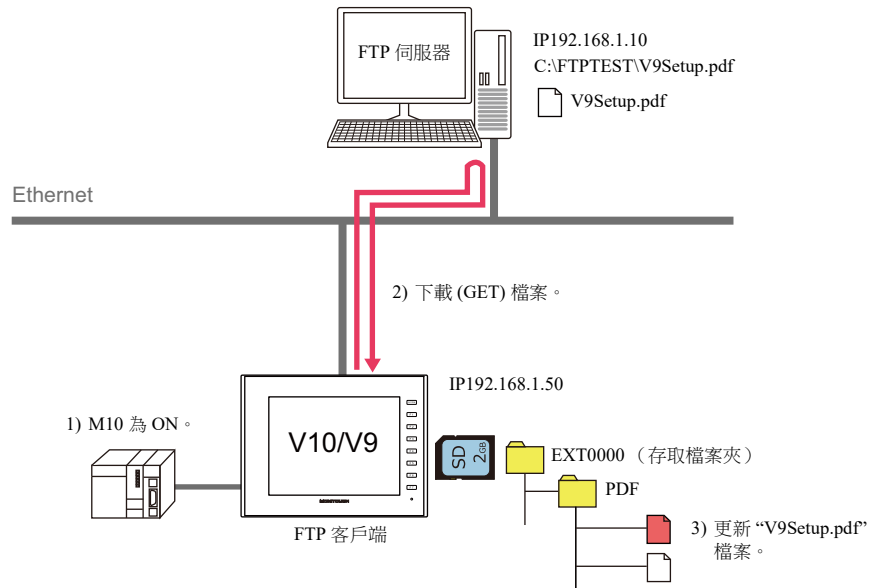 FTP 伺服器
IP192.168.1.10
C:\FTPTEST\V9Setup.pdf
V9Setup.pdf
Ethernet
2) 下載 (GET) 檔案。
IP192.168.1.50
1) M10 為 ON。
V10/V9
SD
2GB
EXT0000 （存取檔案夾）
PDF
MONITOUCH
FTP 客戶端
3) 更新 “V9Setup.pdf”
檔案。